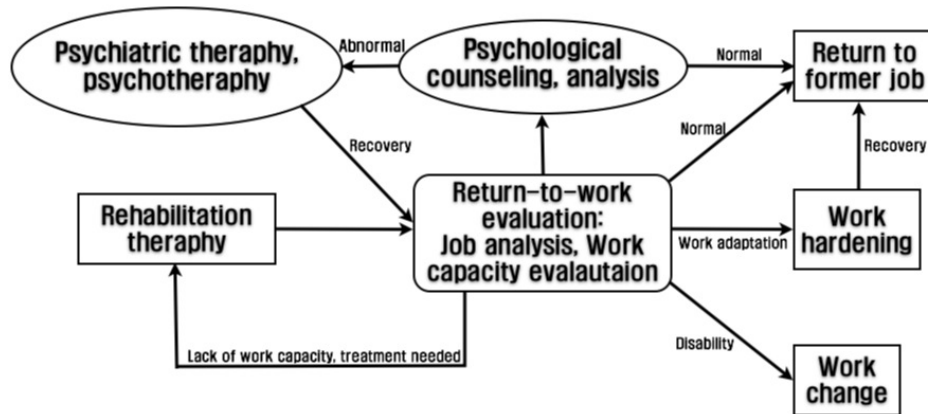 Psychiatric theraphy,
psychotheraphy
Abnormal
Psychological
counseling, analysis
Normal
Return to
former job
Recovery
Normal
Recovery
Rehabilitation
theraphy
Return-to-work
evaluation:
Job analysis, Work
capacity evalautaion
Work adaptation
Work
hardening
Lack of work capacity, treatment needed
Disability
Work
change